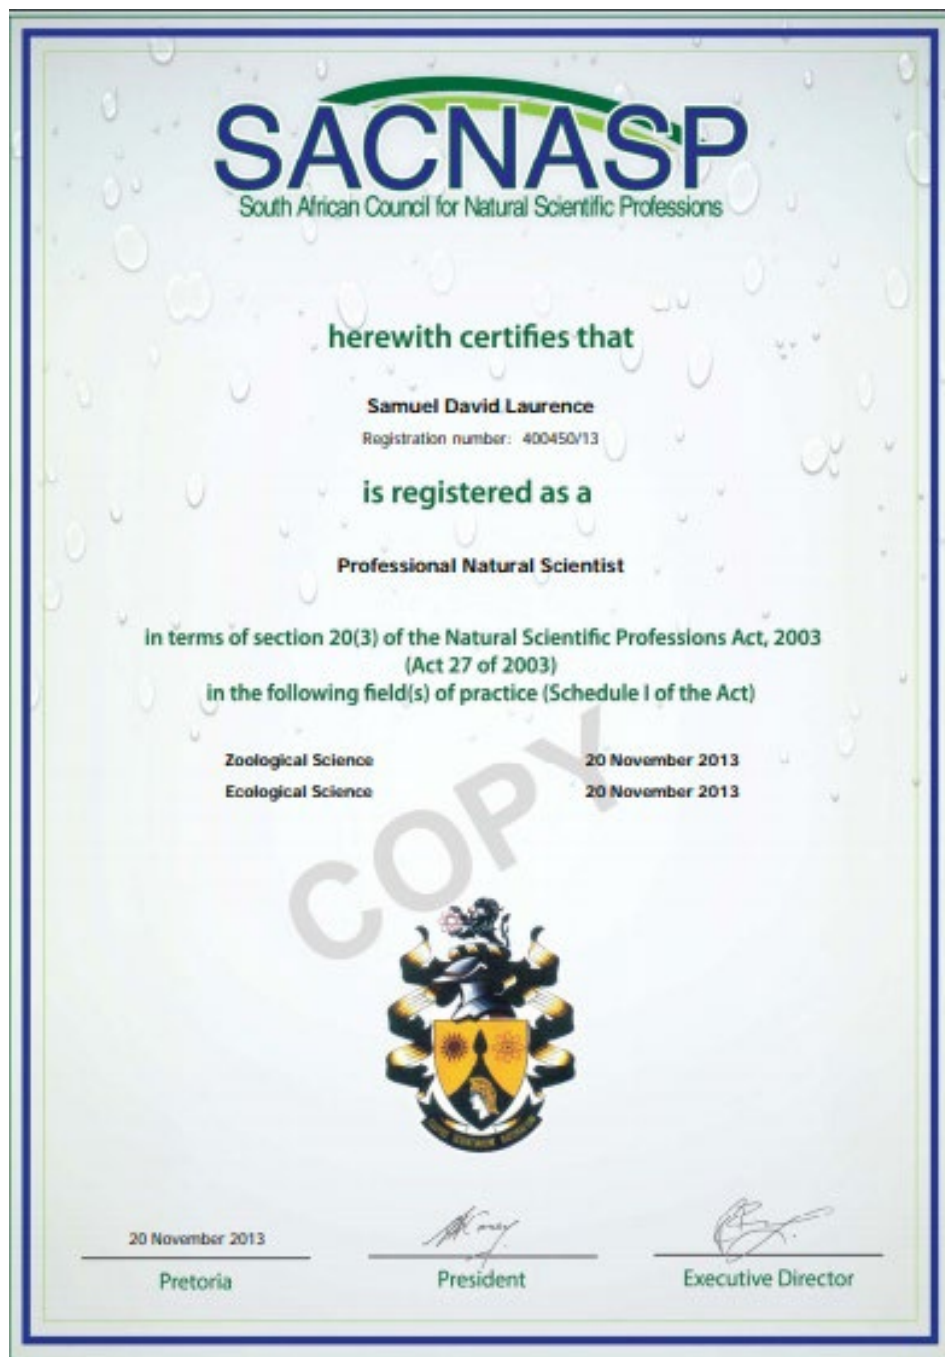 SACNASP
South African Council for Natural Scientific Professions
herewith certifies that
Samuel David Laurence
Registration number: 400450/13
is registered as a
Professional Natural Scientist
in terms of section 20(3) of the Natural Scientific Professions Act, 2003
(Act 27 of 2003)
in the following field(s) of practice (Schedule I of the Act)
Zoological Science 20 November 2013
Ecological Science 20 November 2013
COPY
20 November 2013
Pretoria President Executive Director